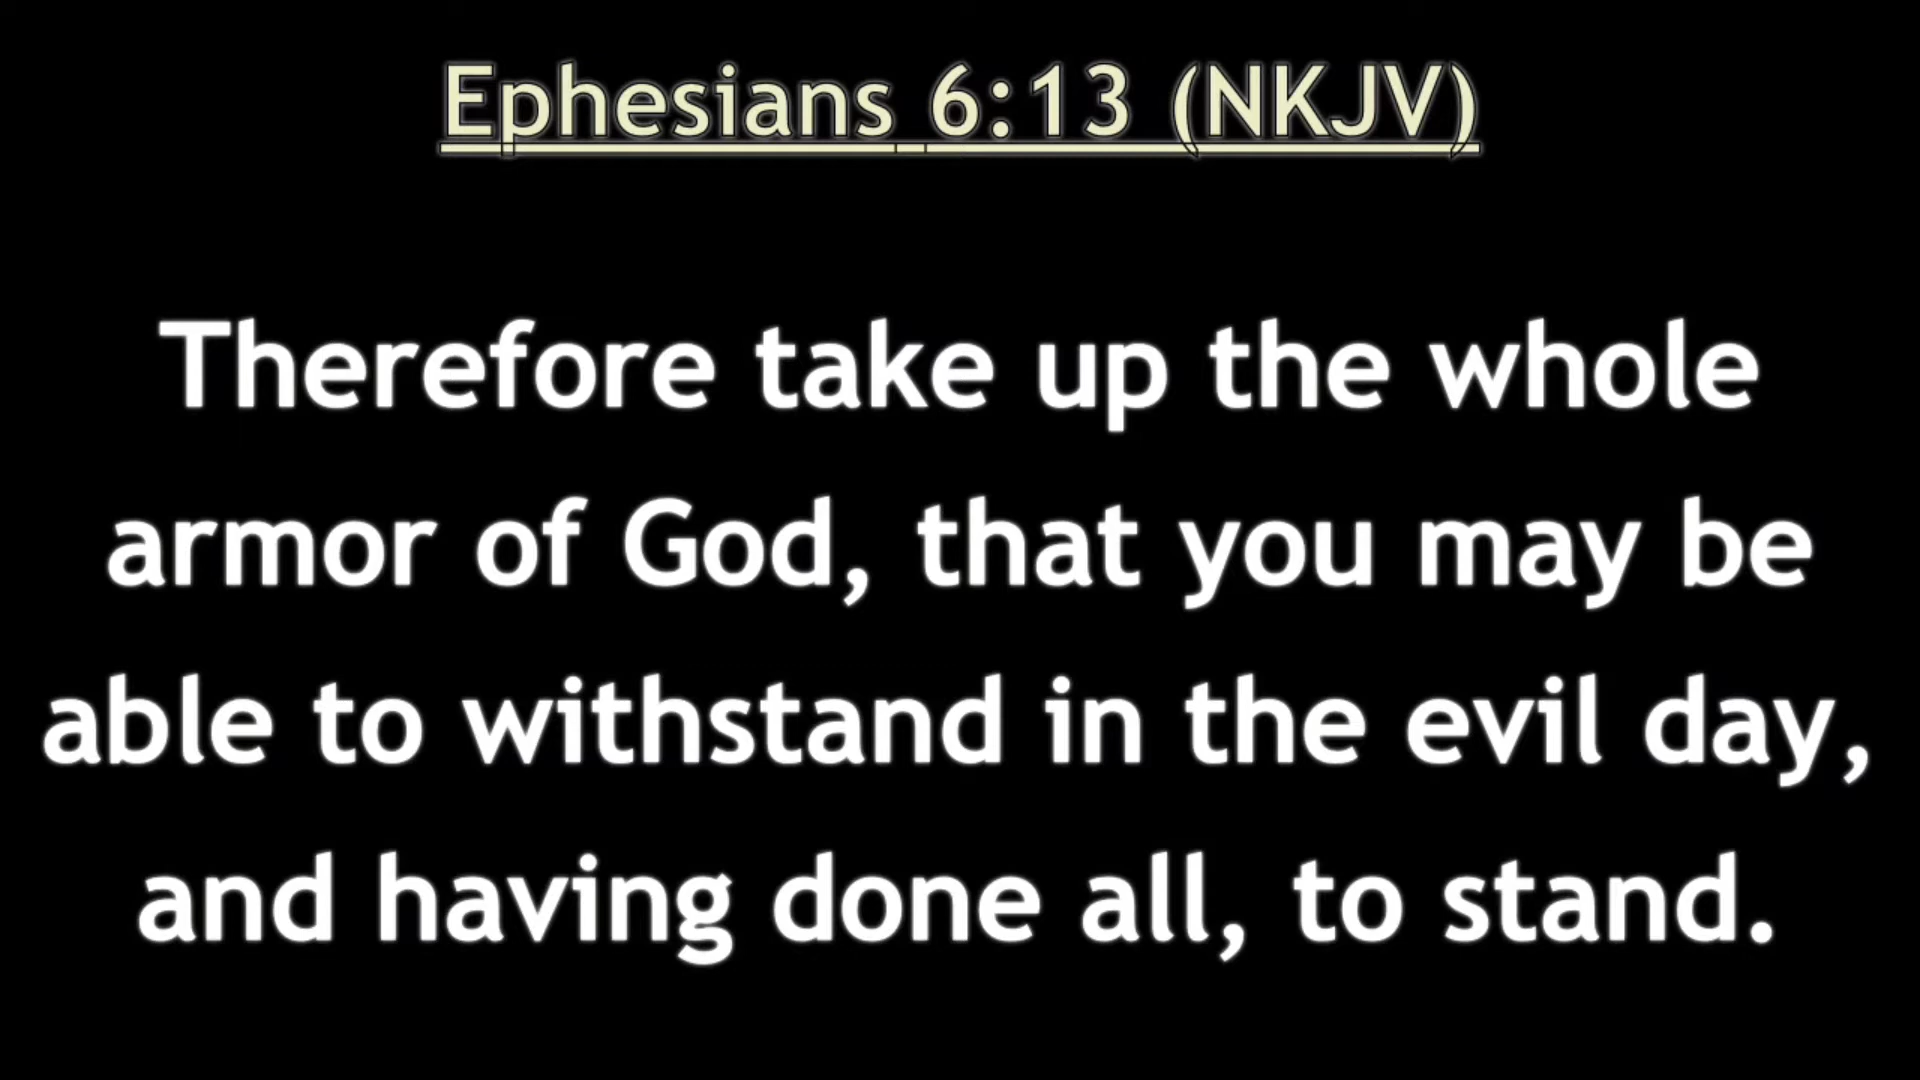 Ephesians 6:13 (NKJV)
Therefore take up the whole
armor of God, that you may be
able to withstand in the evil day,
and having done all, to stand.